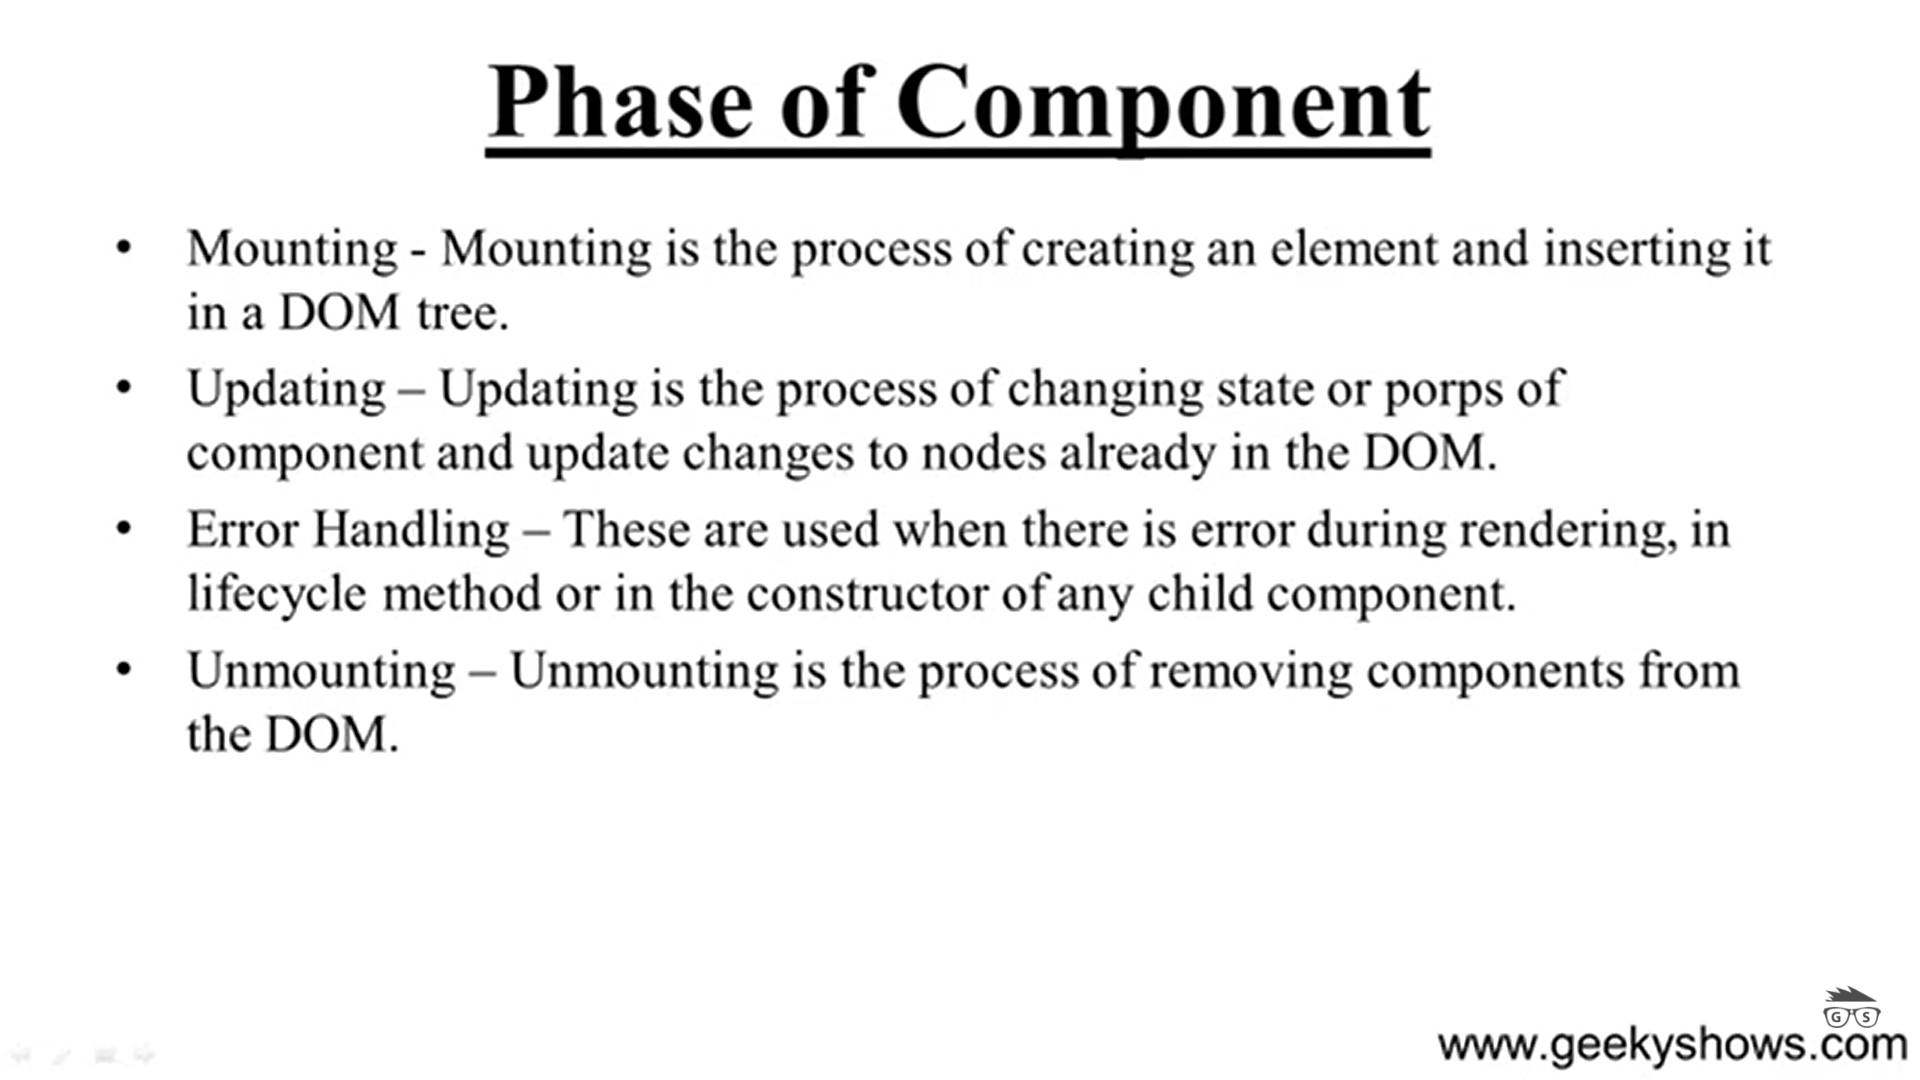 Phase of Component
• Mounting - Mounting is the process of creating an element and inserting it
in a DOM tree.
• Updating – Updating is the process of changing state or porps of
component and update changes to nodes already in the DOM.
• Error Handling – These are used when there is error during rendering, in
lifecycle method or in the constructor of any child component.
• Unmounting – Unmounting is the process of removing components from
the DOM.
G S
www.geekyshows.com